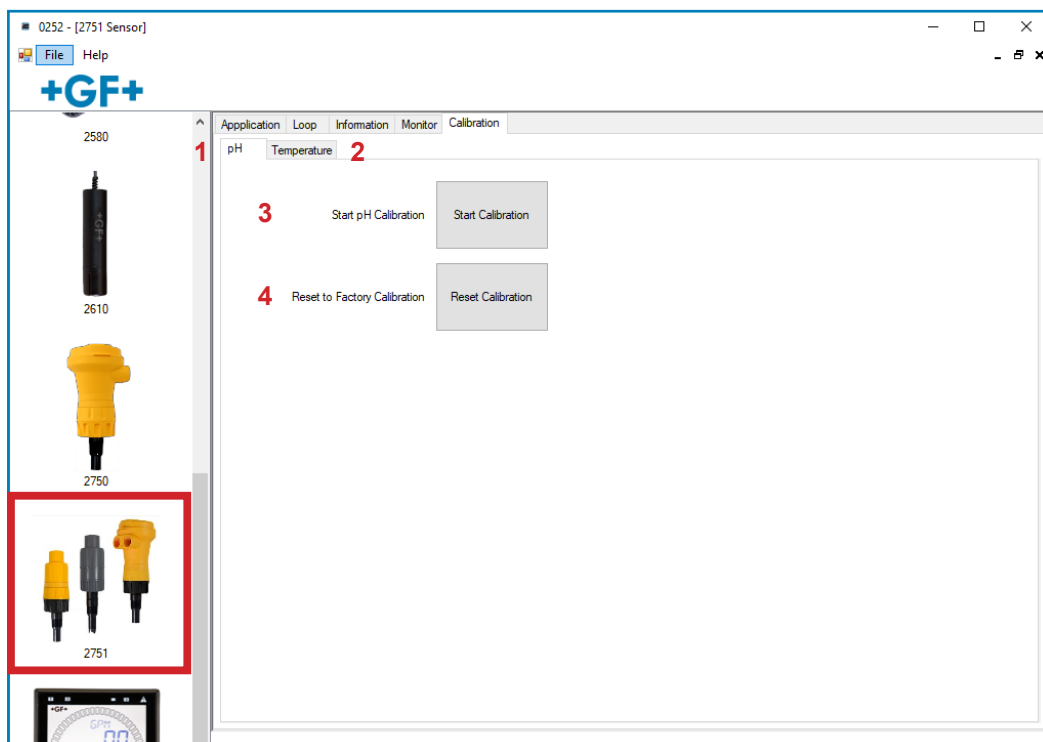 0252 - [2751 Sensor]
File Help
+GF+
2580
1
Appplication Loop Information Monitor Calibration
pH Temperature 2
+GF+
2610
3 Start pH Calibration Start Calibration
4 Reset to Factory Calibration Reset Calibration
2750
2751
+GF+
GPM